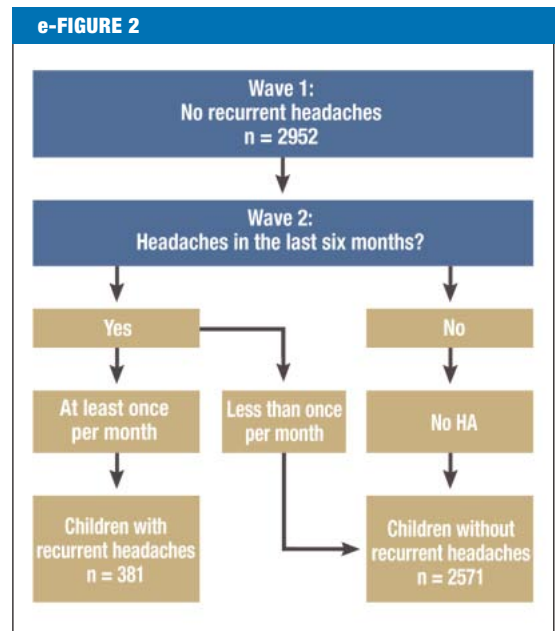 e-FIGURE 2
Wave 1:
No recurrent headaches
n = 2952
Wave 2:
Headaches in the last six months?
Yes
No
At least once
per month
Less than once
per month
No HA
Children with
recurrent headaches
n = 381
Children without
recurrent headaches
n = 2571